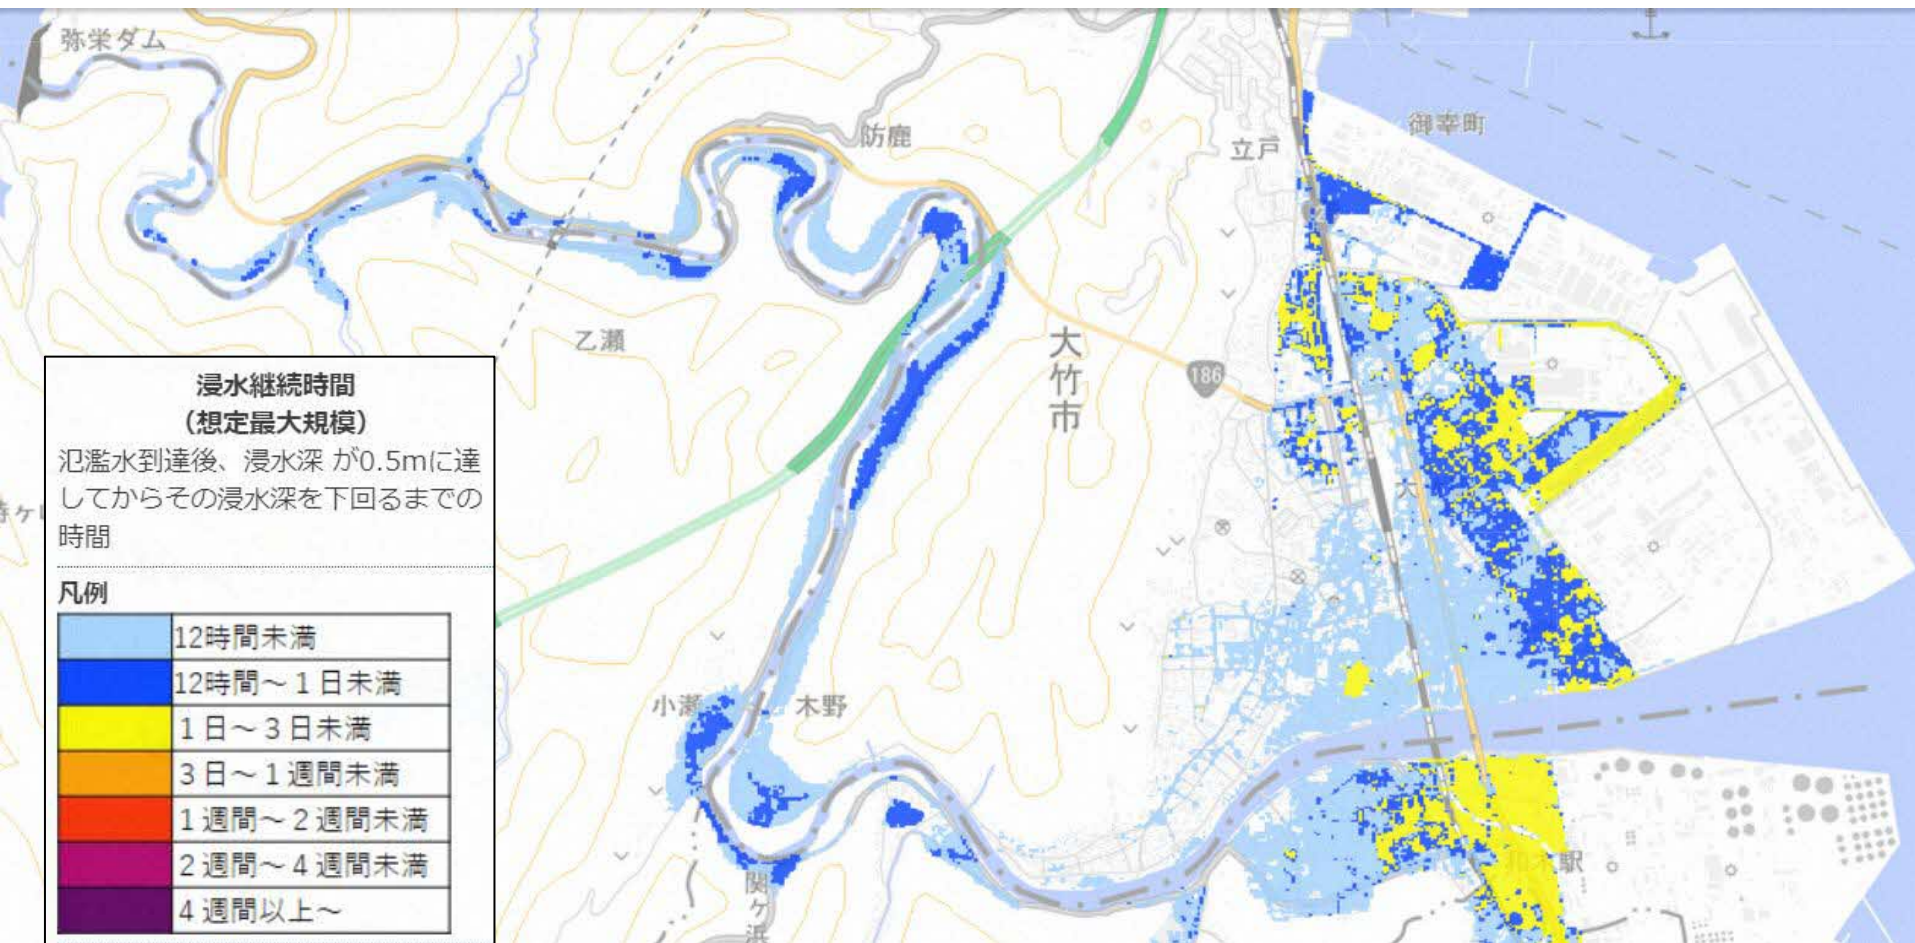 弥栄ダム
御幸町
防鹿
立戸
乙瀬
大竹市
186
浸水継続時間
（想定最大規模）
氾濫水到達後、浸水深 が0.5mに達
してからその浸水深を下回るまでの
時間
凡例
12時間未満
12時間～１日未満
１日～３日未満
３日～１週間未満
１週間～２週間未満
２週間～４週間未満
４週間以上～
大
小瀬
木野
関ヶ浜
和木駅